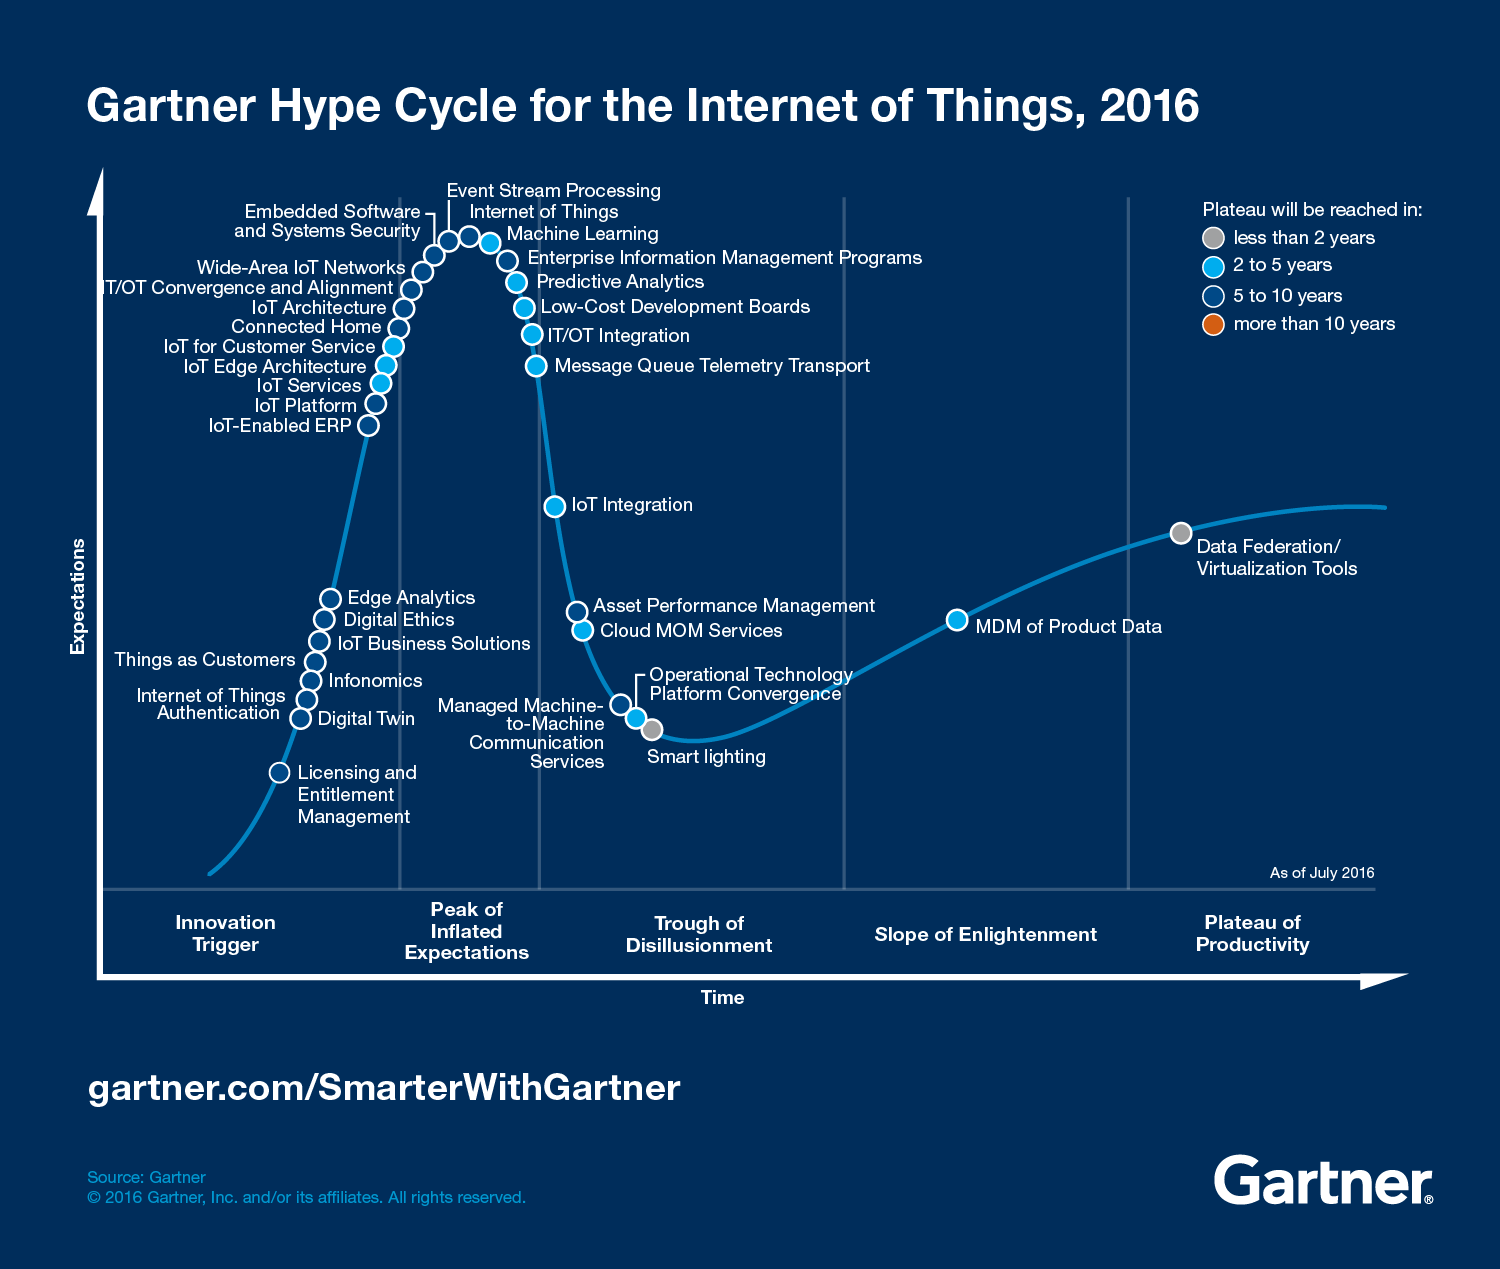 Gartner Hype Cycle for the Internet of Things, 2016
Event Stream Processing
Embedded Software
and Systems Security
Internet of Things
Machine Learning
Enterprise Information Management Programs
Wide-Area IoT Networks
Predictive Analytics
IT/OT Convergence and Alignment
IoT Architecture
Low-Cost Development Boards
Connected Home
IT/OT Integration
IoT for Customer Service
IoT Edge Architecture
Message Queue Telemetry Transport
IoT Services
IoT Platform
IoT-Enabled ERP
Plateau will be reached in:
less than 2 years
2 to 5 years
5 to 10 years
more than 10 years
IoT Integration
Data Federation/
Virtualization Tools
Expectations
Edge Analytics
Asset Performance Management
Digital Ethics
Cloud MOM Services
MDM of Product Data
IoT Business Solutions
Things as Customers
Infonomics
Operational Technology
Platform Convergence
Internet of Things
Authentication
Digital Twin
Managed Machine-
to-Machine
Communication
Services
Smart lighting
Licensing and
Entitlement
Management
As of July 2016
Innovation
Trigger
Peak of
Inflated
Expectations
Trough of
Disillusionment
Slope of Enlightenment
Plateau of
Productivity
Time
gartner.com/SmarterWithGartner
Source: Gartner
© 2016 Gartner, Inc. and/or its affiliates. All rights reserved.
Gartner®